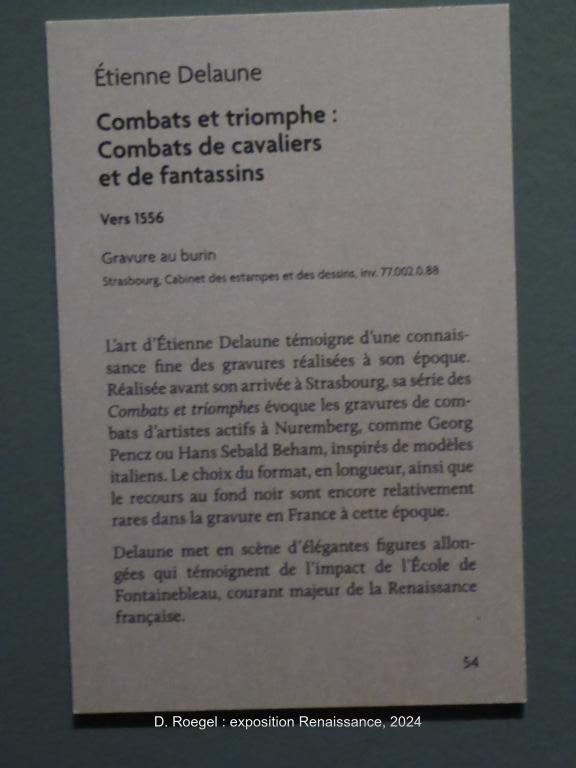 Étienne Delaune
Combats et triomphe :
Combats de cavaliers
et de fantassins
Vers 1556
Gravure au burin
Strasbourg, Cabinet des estampes et des dessins, inv. 77.002.0.88
L'art d'Étienne Delaune témoigne d'une connais-
sance fine des gravures réalisées à son époque.
Réalisée avant son arrivée à Strasbourg, sa série des
Combats et triomphes évoque les gravures de com-
bats d'artistes actifs à Nuremberg, comme Georg
Pencz ou Hans Sebald Beham, inspirés de modèles
italiens. Le choix du format, en longueur, ainsi que
le recours au fond noir sont encore relativement
rares dans la gravure en France à cette époque.
Delaune met en scène d'élégantes figures allon-
gées qui témoignent de l'impact de l'École de
Fontainebleau, courant majeur de la Renaissance
française.
54
D. Roegel : exposition Renaissance, 2024